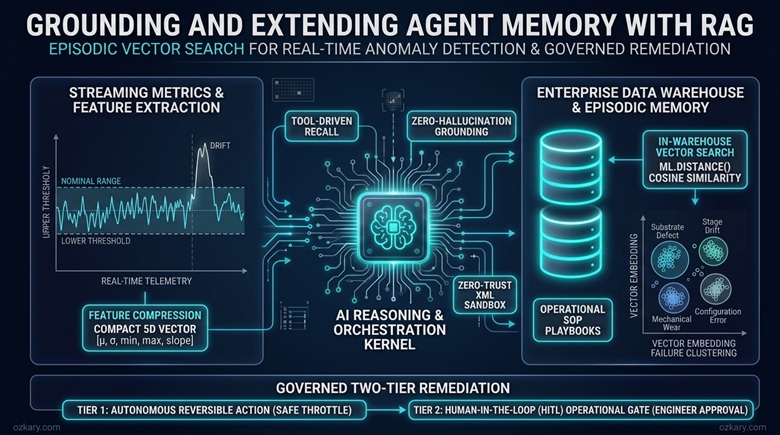 GROUNDING AND EXTENDING AGENT MEMORY WITH RAG
EPISODIC VECTOR SEARCH FOR REAL-TIME ANOMALY DETECTION & GOVERNED REMEDIATION
STREAMING METRICS &
FEATURE EXTRACTION
DRIFT
NOMINAL RANGE
LOWER THRESHOLD
REAL-TIME TELEMETRY
FEATURE COMPRESSION
COMPACT 5D VECTOR
[μ, σ, min, max, slope]
TOOL-DRIVEN
RECALL
ZERO-HALLUCINATION
GROUNDING
ZERO-TRUST
XML
SANDBOX
AI REASONING &
ORCHESTRATION
KERNEL
ENTERPRISE DATA WAREHOUSE
& EPISODIC MEMORY
IN-WAREHOUSE
VECTOR SEARCH
ML.DISTANCE()
COSINE SIMILARITY
OPERATIONAL
SOP
PLAYBOOKS
VECTOR EMBEDDING
Substrate
Defect
Stage
Drift
Mechanical
Wear
Configuration
Error
VECTOR EMBEDDING
FAILURE CLUSTERING
GOVERNED TWO-TIER REMEDIATION
TIER 1: AUTONOMOUS REVERSIBLE ACTION (SAFE THROTTLE)
TIER 2: HUMAN-IN-THE-LOOP (HITL) OPERATIONAL GATE (ENGINEER APPROVAL)
ozkary.com
ozkary.com